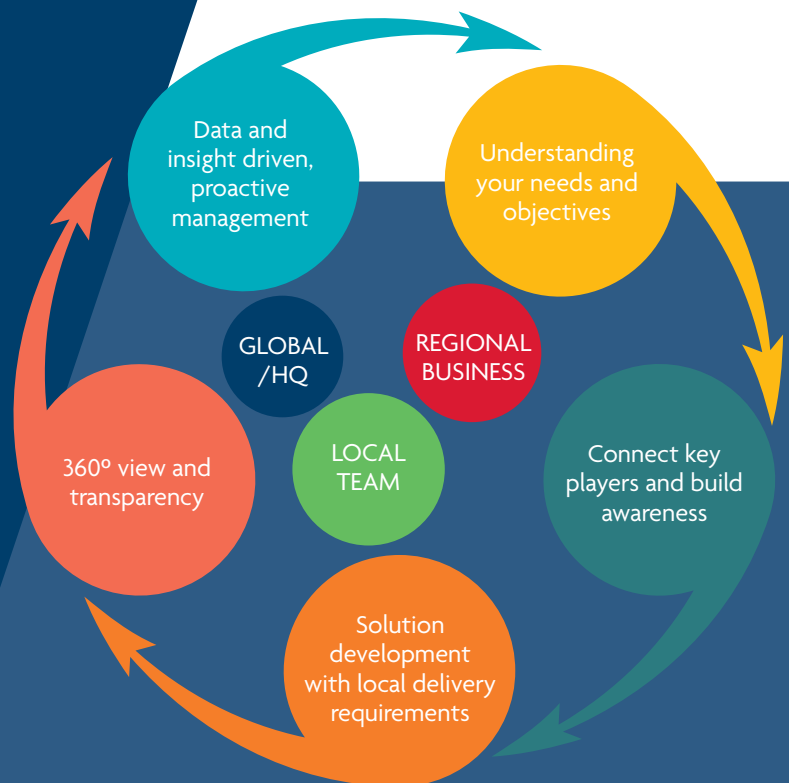 Data and
insight driven,
proactive
management
Understanding
your needs and
objectives
GLOBAL
/HQ
REGIONAL
BUSINESS
LOCAL
TEAM
360º view and
transparency
Connect key
players and build
awareness
Solution
development
with local delivery
requirements